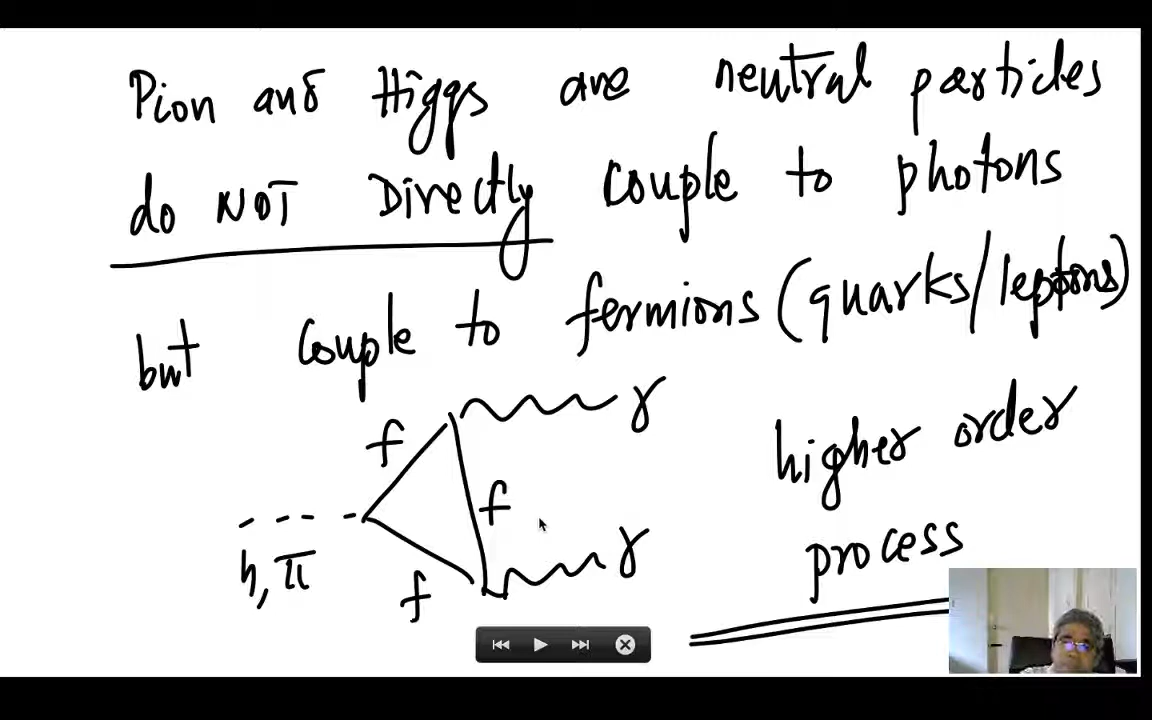 Pion and Higgs are neutral particles
do NOT Directly couple to photons
but couple to fermions (quarks/leptons)
f γ
higher order
f
h, π
f γ
process